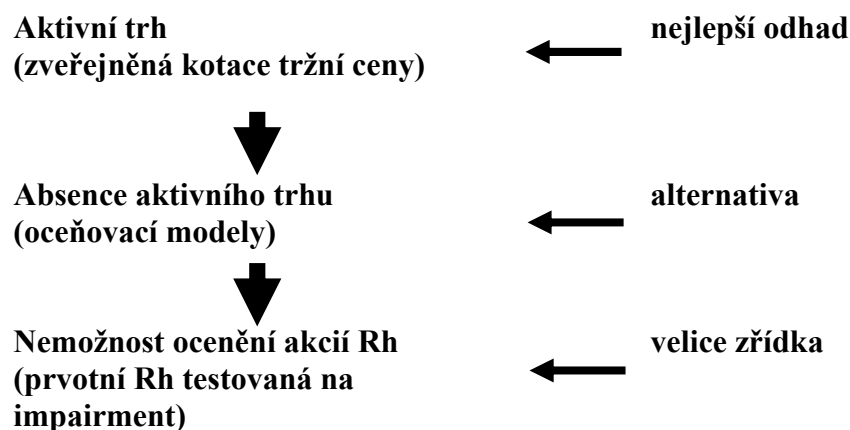 Aktivní trh
(zveřejněná kotace tržní ceny)
nejlepší odhad
Absence aktivního trhu
(oceňovací modely)
alternativa
Nemožnost ocenění akcií Rh
(prvotní Rh testovaná na
impairment)
velice zřídka